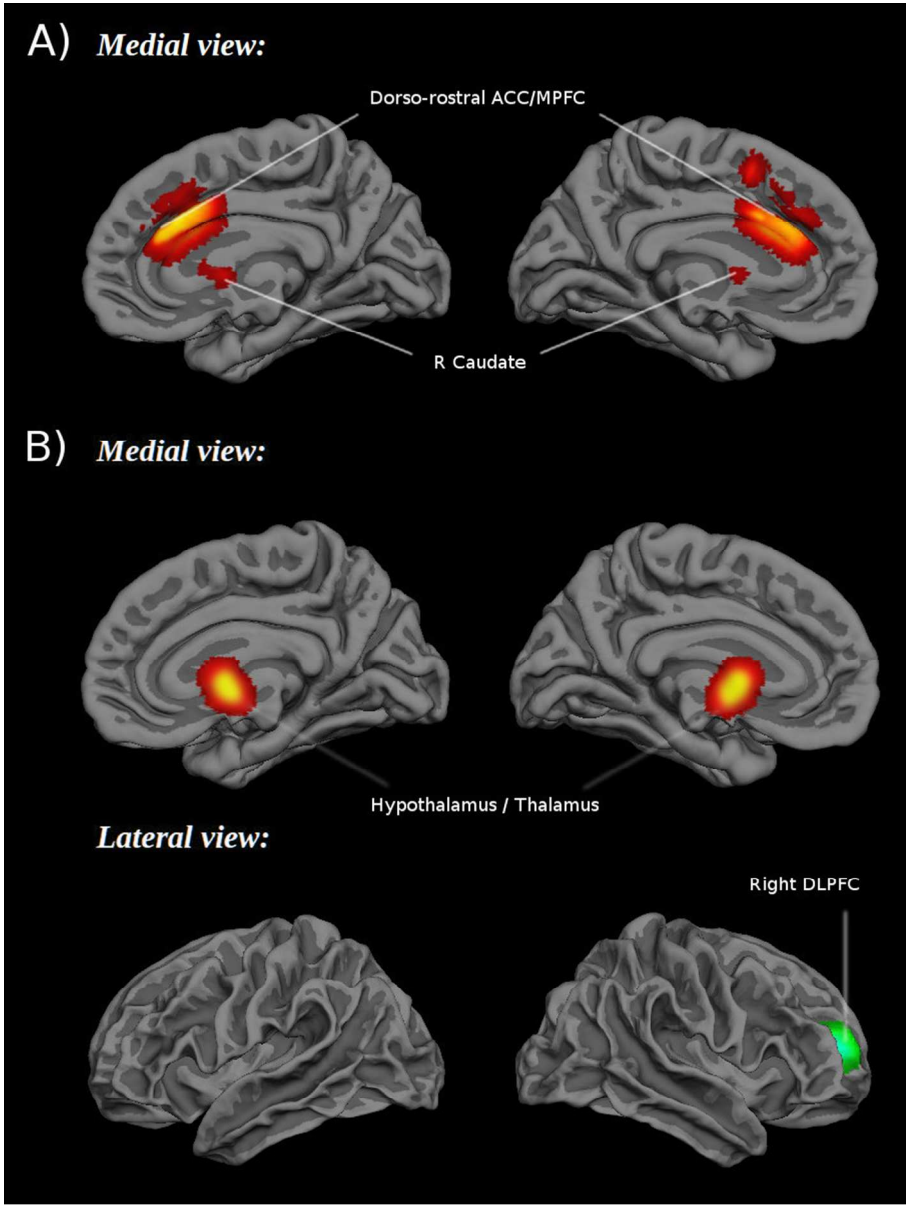 A) Medial view:
Dorso-rostral ACC/MPFC
R Caudate
B) Medial view:
Hypothalamus / Thalamus
Lateral view:
Right DLPFC